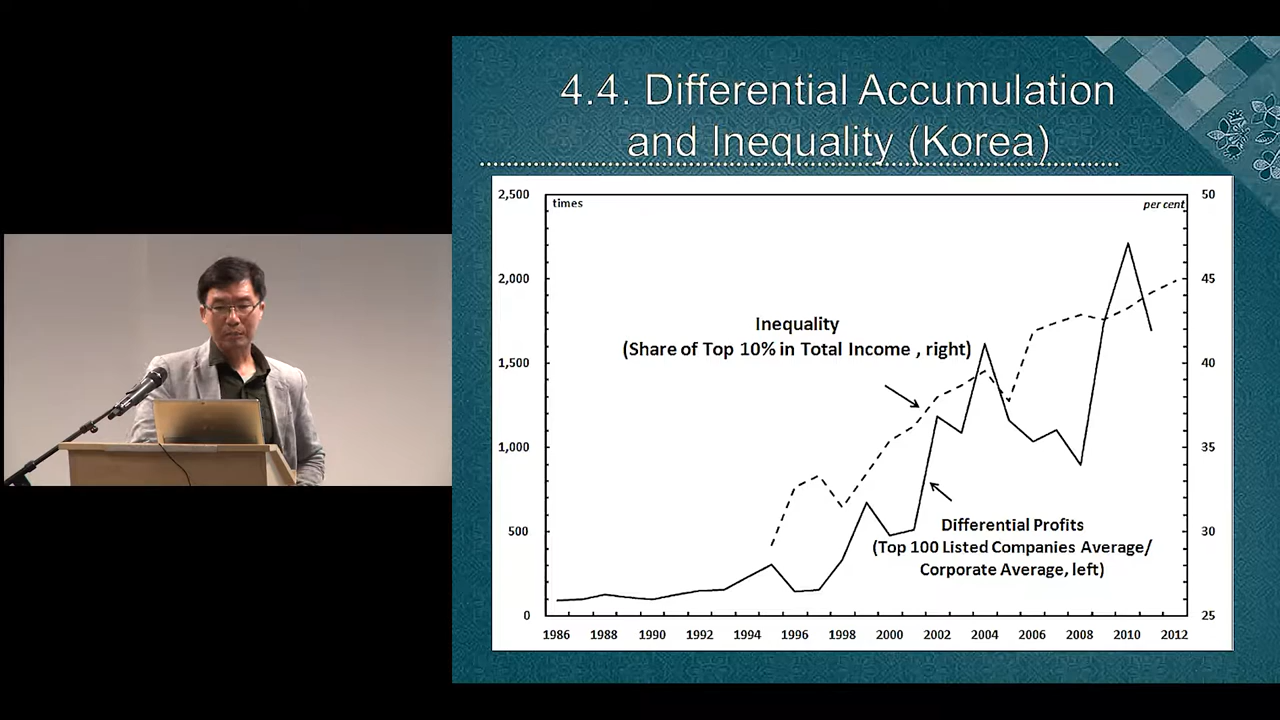 4.4. Differential Accumulation
and Inequality (Korea)
2,500
times
per cent
50
2,000
45
Inequality
(Share of Top 10% in Total Income , right)
1,500
40
1,000
35
Differential Profits
500
30
(Top 100 Listed Companies Average/
Corporate Average, left)
0
25
1986 1988 1990 1992 1994 1996 1998 2000 2002 2004 2006 2008 2010 2012